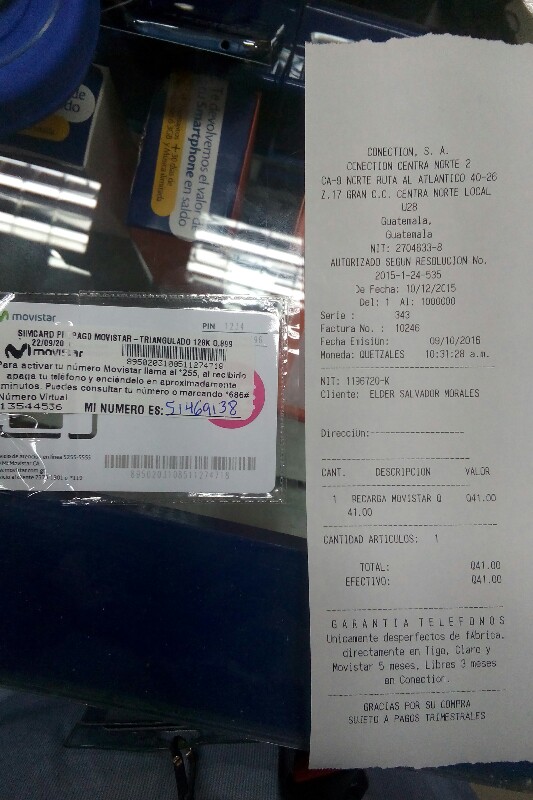 Te devolvemos el valor de
tu Smartphone
en saldo
movistar
PIN 1234
SIMCARD PREPAGO MOVISTAR - TRIANGULADO 128K Q.899
22/09/20
movistar
8950203108511274718
Para activar tu número Movistar llama al *255, al recibirlo
apaga tu telefono y enciendelo en aproximadamente
minutos. Puedes consultar tu número o marcando *686#
Número Virtual
13544536
MI NUMERO ES: 51469138
8950203108511274718
CONECTION, S. A.
CONECTION CENTRA NORTE 2
CA-9 NORTE RUTA AL ATLANTICO 40-26
Z.17 GRAN C.C. CENTRA NORTE LOCAL
U28
Guatemala,
Guatemala
NIT: 2704633-8
AUTORIZADO SEGUN RESOLUCION No.
2015-1-24-535
De Fecha: 10/12/2015
Del: 1 Al: 1000000
Serie : 343
Factura No. : 10246
Fecha Emisiún: 09/10/2016
Moneda: QUETZALES 10:31:28 a.m.
NIT: 1196720-K
Cliente: ELDER SALVADOR MORALES
Direcciún:
CANT. DESCRIPCION VALOR
1 RECARGA MOVISTAR Q Q41.00
41.00
CANTIDAD ARTICULOS: 1
TOTAL: Q41.00
EFECTIVO: Q41.00
GARANTIA TELEFONOS
Unicamente desperfectos de fÁbrica.
directamente en Tigo, Claro y
Movistar 5 meses, Libres 3 meses
en Conection.
GRACIAS POR SU COMPRA
SUJETO A PAGOS TRIMESTRALES